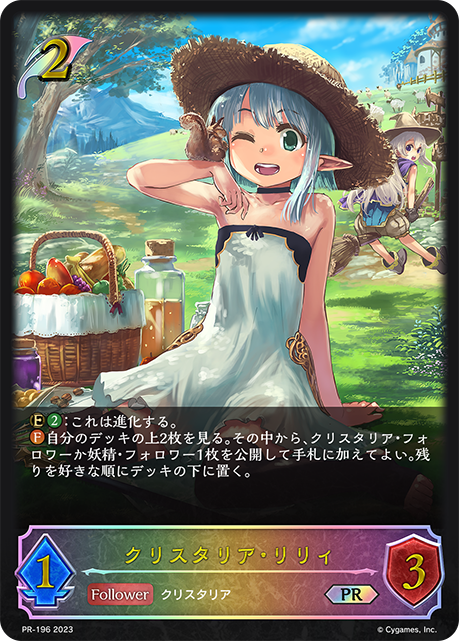 2
E 2:これは進化する。
F 自分のデッキの上2枚を見る。その中から、クリスタリア・フォ
ロワーか妖精・フォロワー1枚を公開して手札に加えてよい。残
りを好きな順にデッキの下に置く。
クリスタリア・リリィ
1
Follower クリスタリア
PR
3
PR-196 2023
© Cygames, Inc.